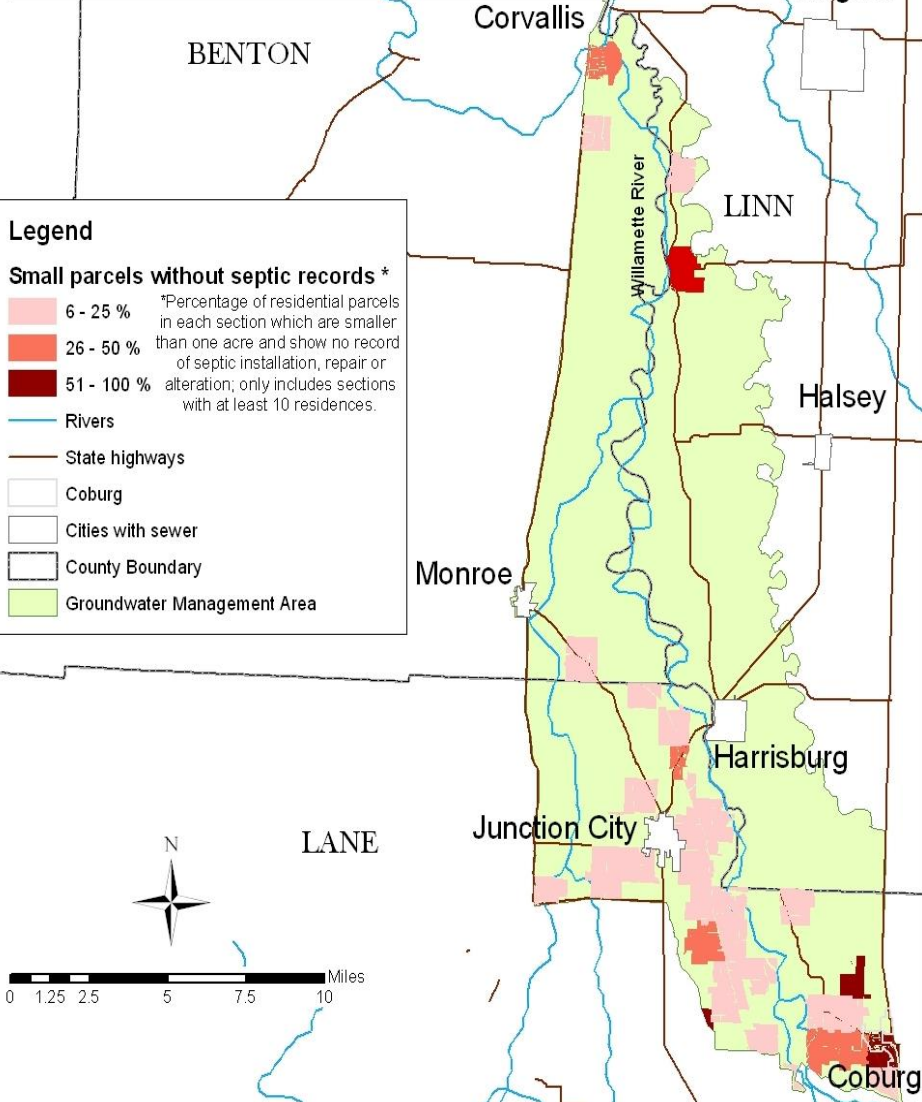 Corvallis
BENTON
Willamette River
LINN
Legend
Small parcels without septic records *
6 - 25 %
26 - 50 %
51 - 100 %
*Percentage of residential parcels
in each section which are smaller
than one acre and show no record
of septic installation, repair or
alteration; only includes sections
with at least 10 residences.
Rivers
State highways
Coburg
Cities with sewer
County Boundary
Groundwater Management Area
Halsey
Monroe
Harrisburg
Junction City
LANE
N
Miles
0 1.25 2.5 5 7.5 10
Coburg